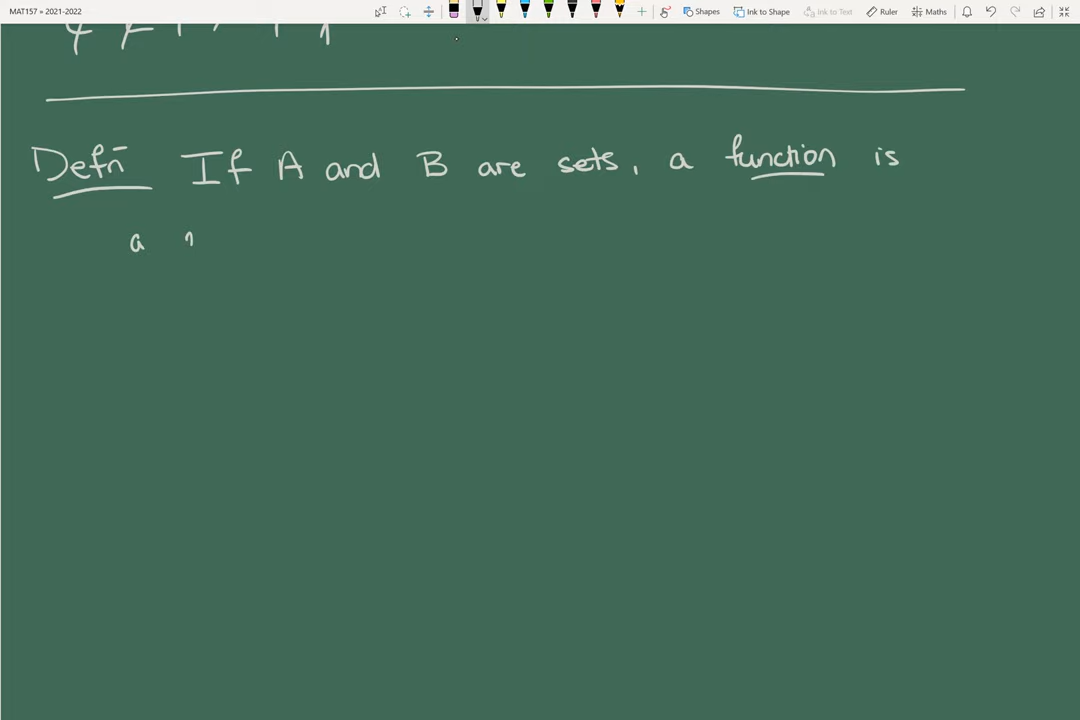 MAT157 » 2021-2022
Shapes
Ink to Shape
Ink to Text
Ruler
Maths
Defn If A and B are sets, a function is
a